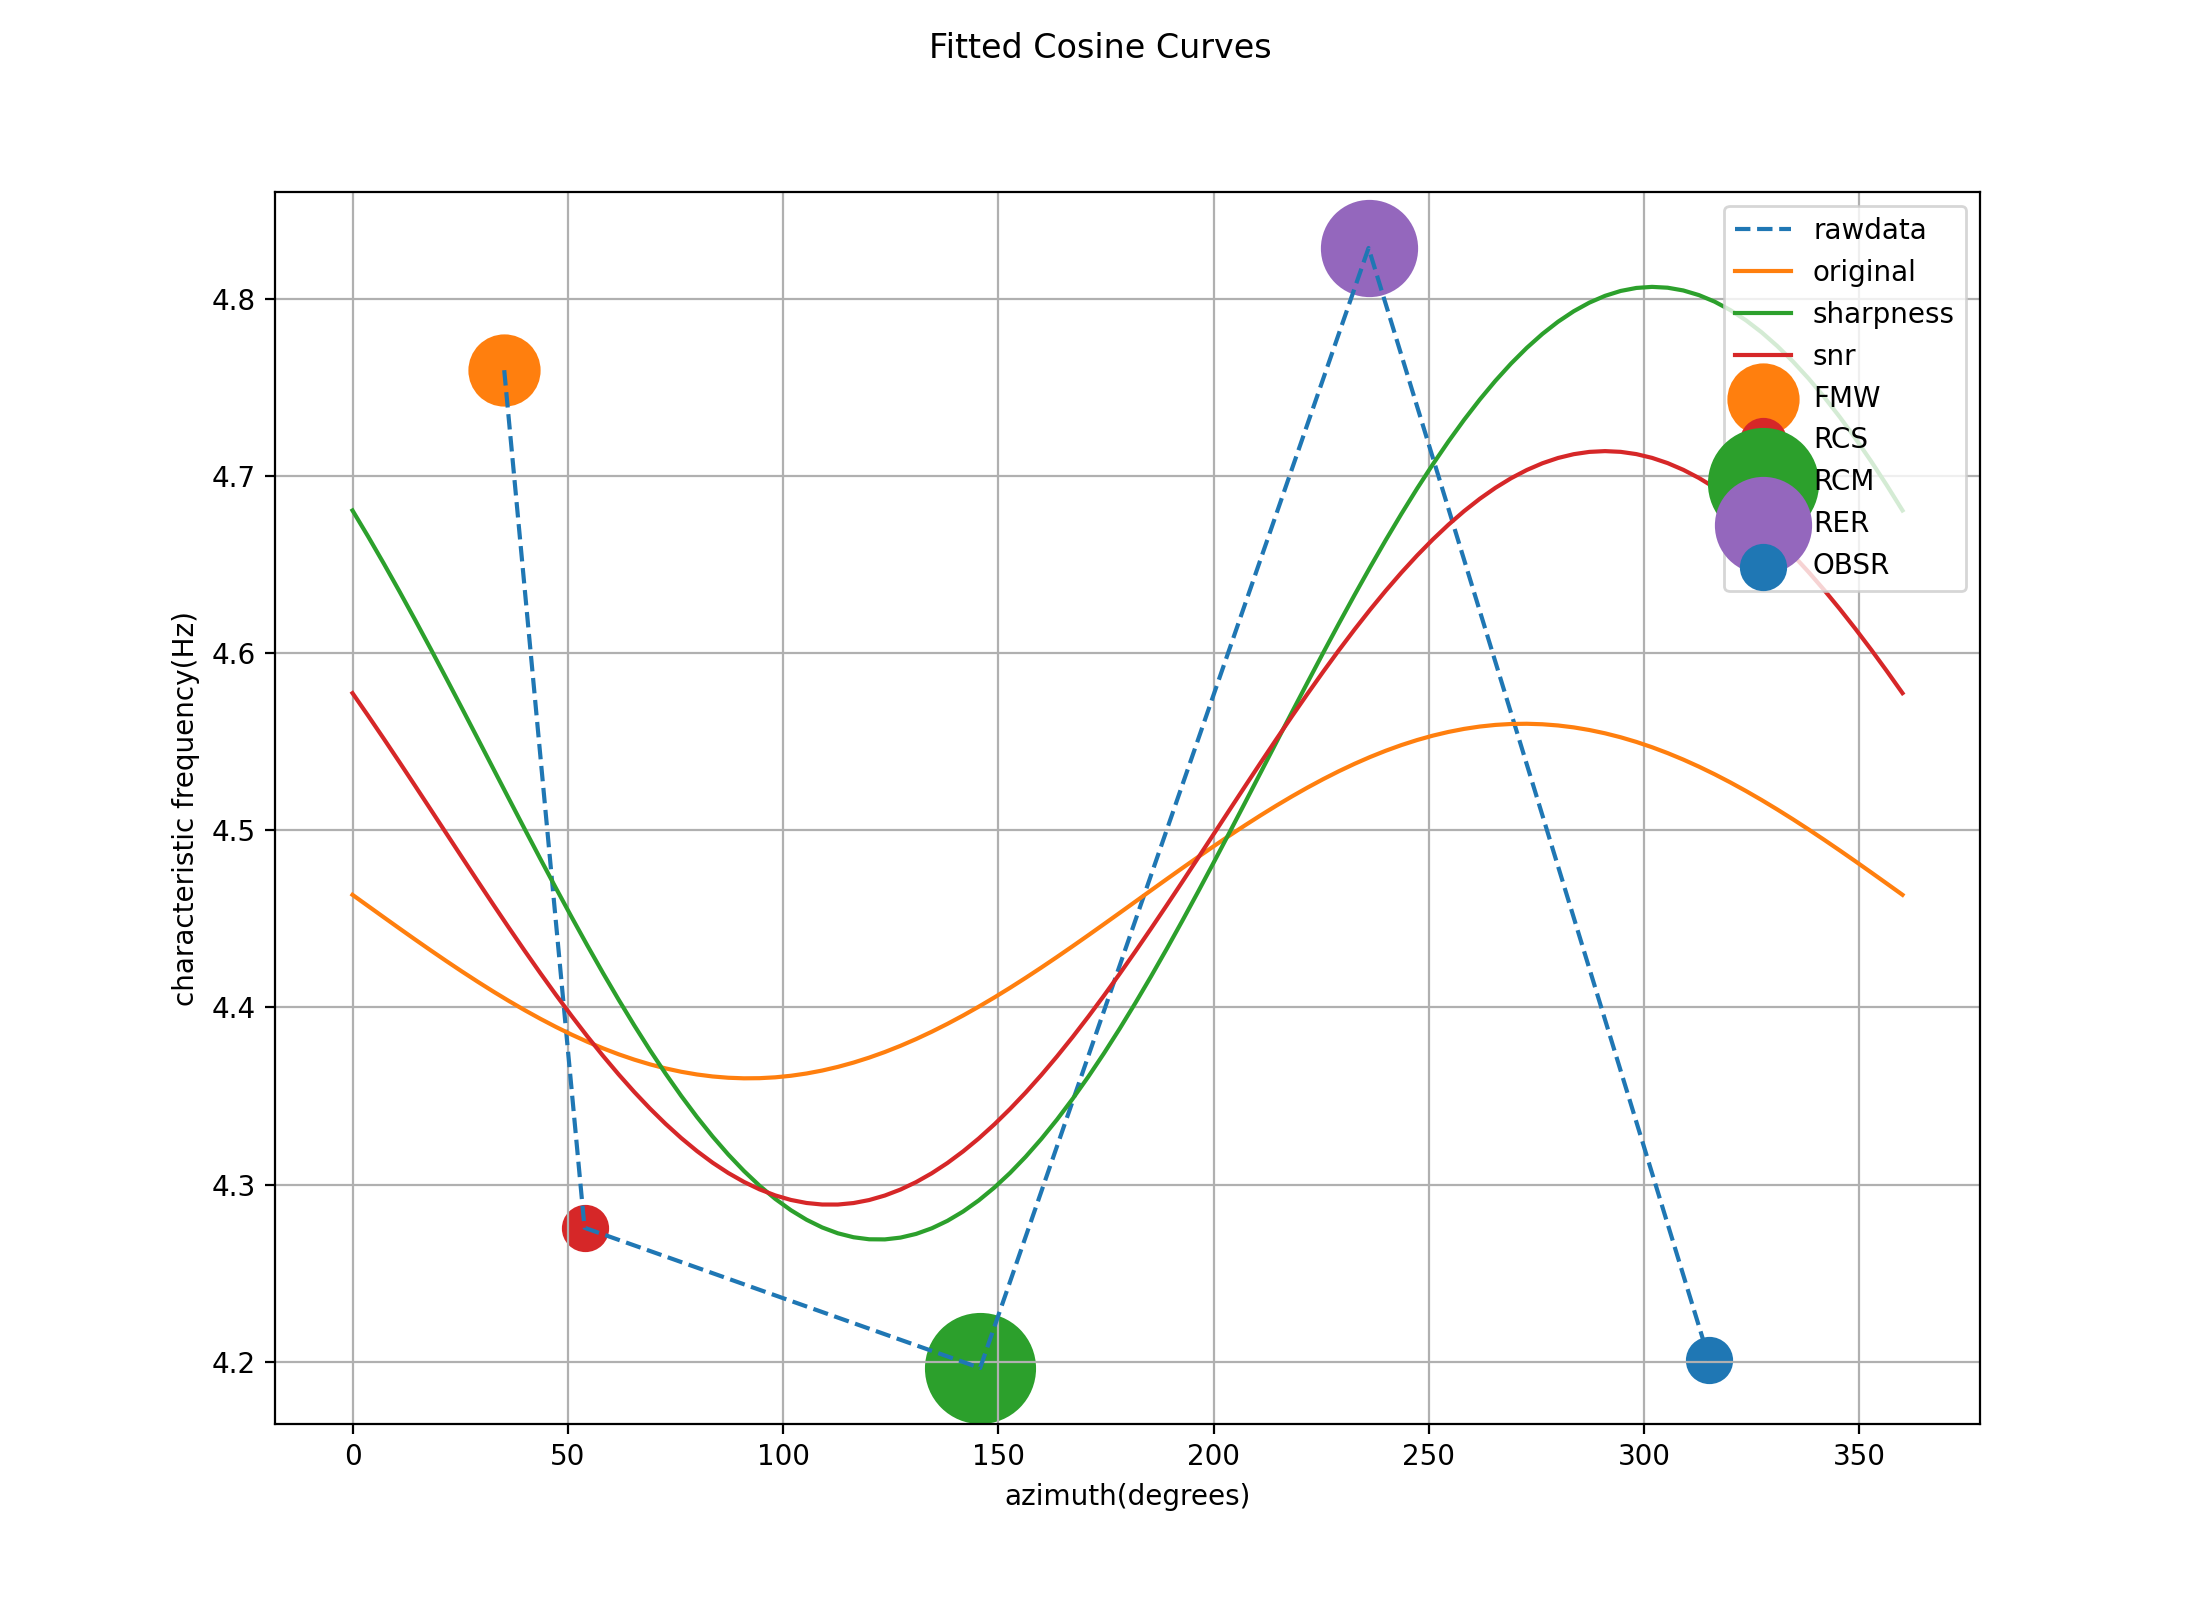 Fitted Cosine Curves
characteristic frequency(Hz)
4.8
4.7
4.6
4.5
4.4
4.3
4.2
rawdata
original
sharpness
snr
FMW
RCS
RCM
RER
OBSR
0 50 100 150 200 250 300 350
azimuth(degrees)